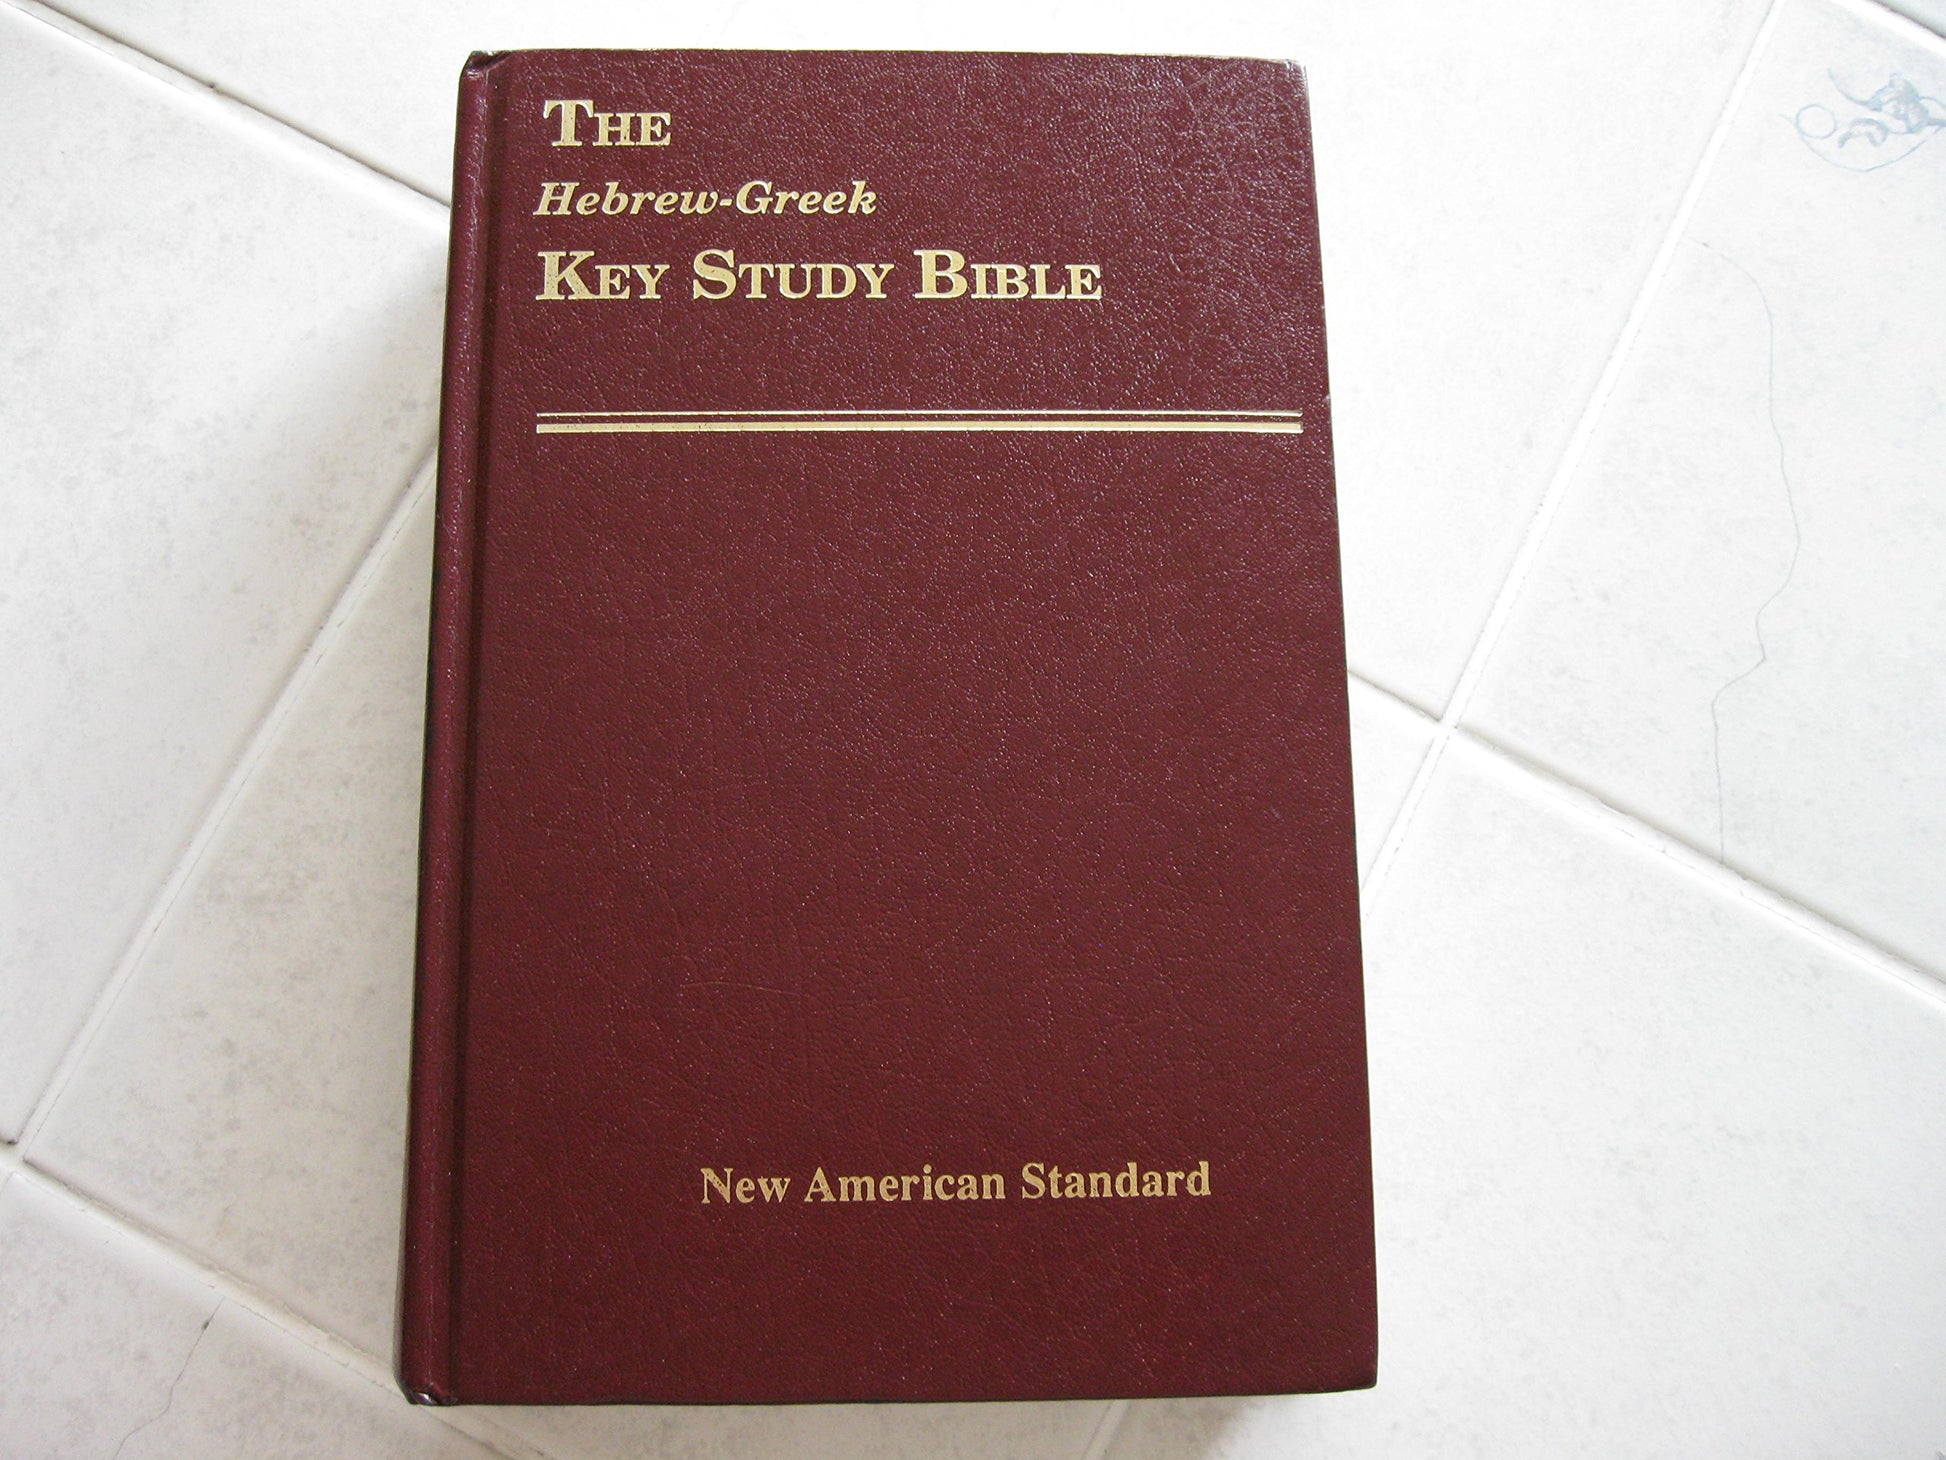 THE
Hebrew-Greek
KEY STUDY BIBLE
New American Standard